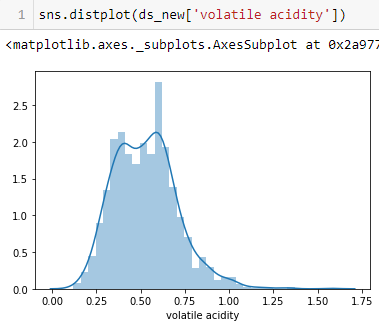 1 sns.distplot(ds_new['volatile acidity'])
<matplotlib.axes._subplots.AxesSubplot at 0x2a977
2.5
2.0
1.5
1.0
0.5
0.0
0.00 0.25 0.50 0.75 1.00 1.25 1.50 1.75
volatile acidity